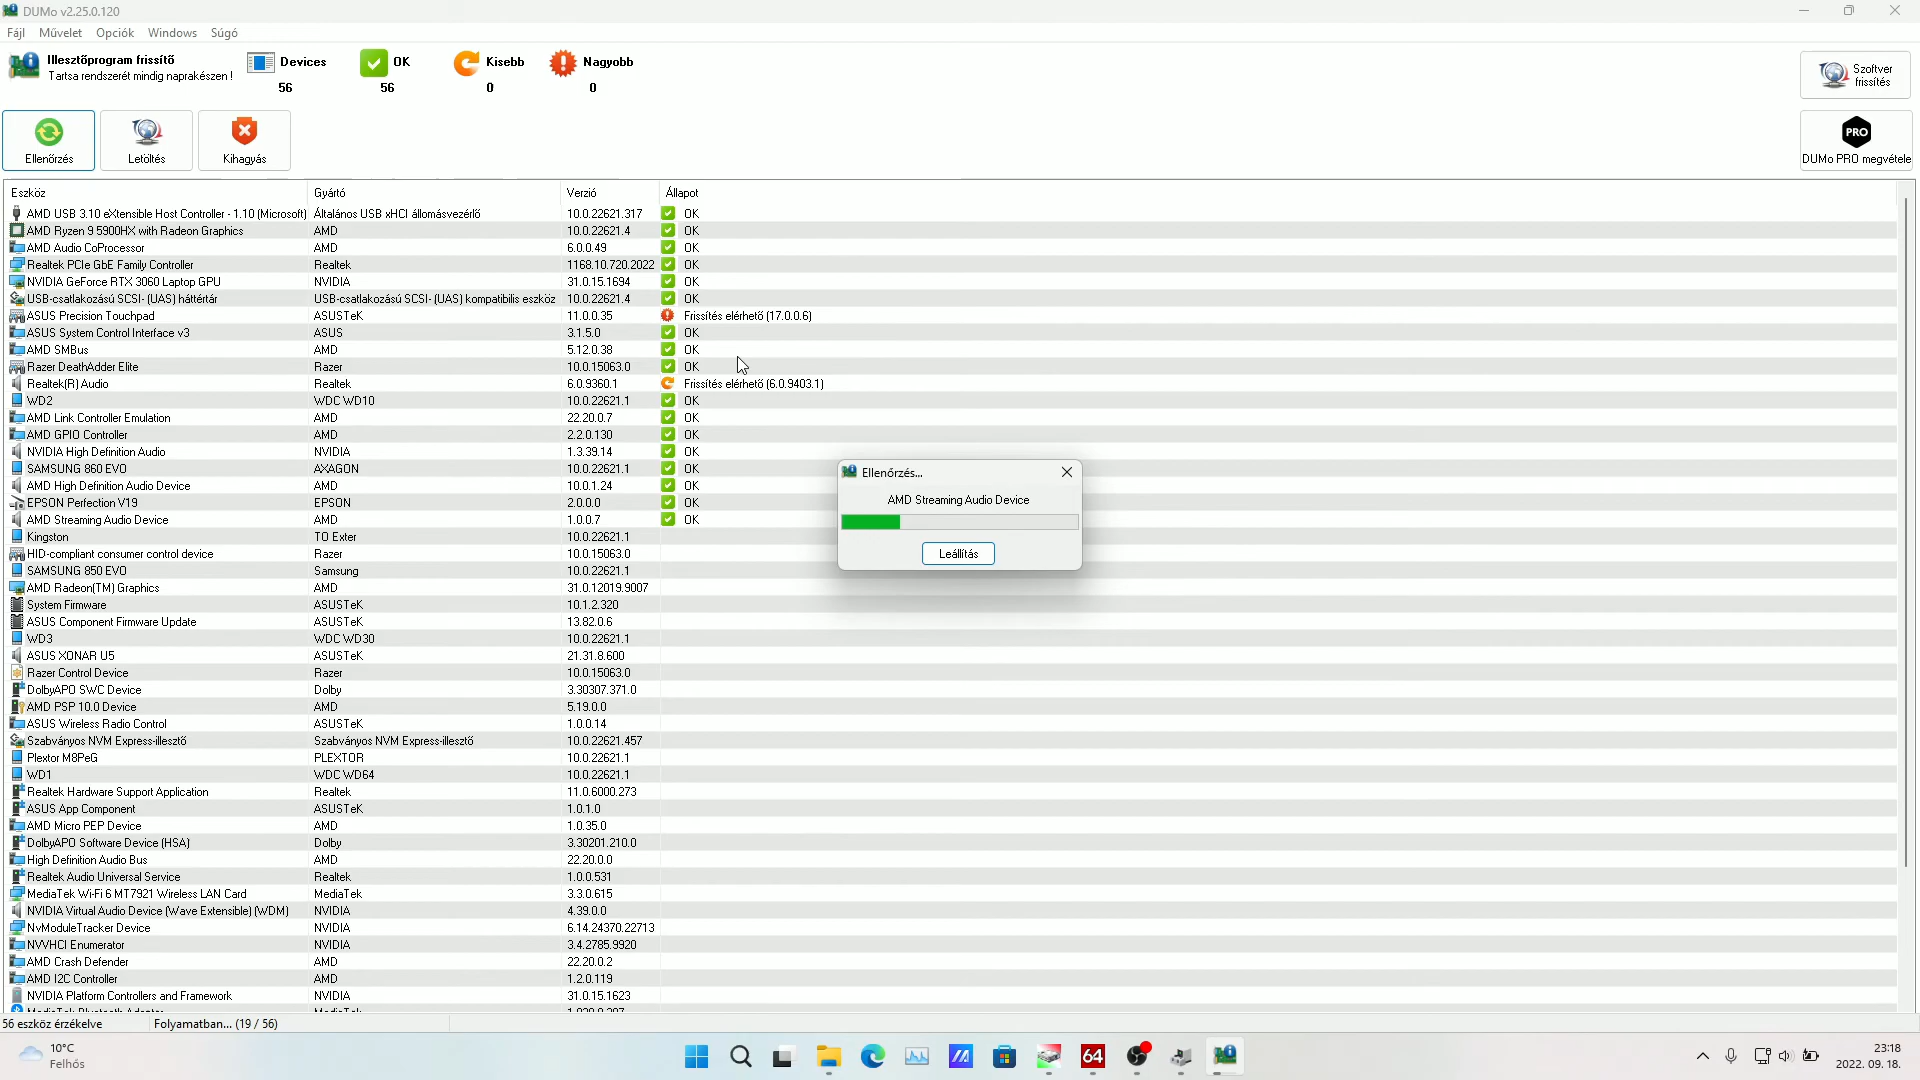 DUMo v2.25.0.120
Fájl Művelet Opciók Windows Súgó
Illesztőprogram frissítő
Tartsa rendszerét mindig naprakészen !
Devices
56
OK
56
Kisebb
0
Nagyobb
0
Szoftver
frissítés
Ellenőrzés
Letöltés
Kihagyás
PRO
DUMo PRO megvétele
Eszköz Gyártó Verzió Állapot
AMD USB 3.10 eXtensible Host Controller - 1.10 (Microsoft) Általános USB xHCI állomásvezérlő 10.0.22621.317 OK
AMD Ryzen 9 5900HX with Radeon Graphics AMD 10.0.22621.4 OK
AMD Audio CoProcessor AMD 6.0.0.49 OK
Realtek PCIe GbE Family Controller Realtek 1168.10.720.2022 OK
NVIDIA GeForce RTX 3060 Laptop GPU NVIDIA 31.0.15.1694 OK
USB-csatlakozású SCSI- (UAS) háttértár USB-csatlakozású SCSI- (UAS) kompatibilis eszköz 10.0.22621.4 OK
ASUS Precision Touchpad ASUSTeK 11.0.0.35 Frissítés elérhető (17.0.0.6)
ASUS System Control Interface v3 ASUS 3.1.5.0 OK
AMD SMBus AMD 5.12.0.38 OK
Razer DeathAdder Elite Razer 10.0.15063.0 OK
Realtek(R) Audio Realtek 6.0.9360.1 Frissítés elérhető (6.0.9403.1)
WD2 WDC WD10 10.0.22621.1 OK
AMD Link Controller Emulation AMD 22.20.0.7 OK
AMD GPIO Controller AMD 2.2.0.130 OK
NVIDIA High Definition Audio NVIDIA 1.3.39.14 OK
SAMSUNG 860 EVO AXAGON 10.0.22621.1 OK
AMD High Definition Audio Device AMD 10.0.1.24 OK
EPSON Perfection V19 EPSON 2.0.0.0 OK
AMD Streaming Audio Device AMD 1.0.0.7 OK
Kingston TO Exter 10.0.22621.1
HID-compliant consumer control device Razer 10.0.15063.0
SAMSUNG 850 EVO Samsung 10.0.22621.1
AMD Radeon(TM) Graphics AMD 31.0.12019.9007
System Firmware ASUSTeK 10.1.2.320
ASUS Component Firmware Update ASUSTeK 13.82.0.6
WD3 WDC WD30 10.0.22621.1
ASUS XONAR U5 ASUSTeK 21.31.8.600
Razer Control Device Razer 10.0.15063.0
DolbyAPO SWC Device Dolby 3.30307.371.0
AMD PSP 10.0 Device AMD 5.19.0.0
ASUS Wireless Radio Control ASUSTeK 1.0.0.14
Szabványos NVM Express-illesztő Szabványos NVM Express-illesztő 10.0.22621.457
Plextor M8PeG PLEXTOR 10.0.22621.1
WD1 WDC WD64 10.0.22621.1
Realtek Hardware Support Application Realtek 11.0.6000.273
ASUS App Component ASUSTeK 1.0.1.0
AMD Micro PEP Device AMD 1.0.35.0
DolbyAPO Software Device (HSA) Dolby 3.30201.210.0
High Definition Audio Bus AMD 22.20.0.0
Realtek Audio Universal Service Realtek 1.0.0.531
MediaTek Wi-Fi 6 MT7921 Wireless LAN Card MediaTek 3.3.0.615
NVIDIA Virtual Audio Device (Wave Extensible) (WDM) NVIDIA 4.39.0.0
NvModuleTracker Device NVIDIA 6.14.24370.22713
NVVHCI Enumerator NVIDIA 3.4.2785.9920
AMD Crash Defender AMD 22.20.0.2
AMD I2C Controller AMD 1.2.0.119
NVIDIA Platform Controllers and Framework NVIDIA 31.0.15.1623
Ellenőrzés...
AMD Streaming Audio Device
Leállítás
56 eszköz érzékelve Folyamatban... (19 / 56)
10°C
Felhős
64
23:18
2022. 09. 18.